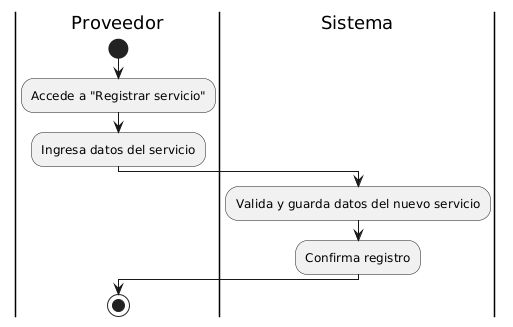 Proveedor
Sistema
Accede a "Registrar servicio"
Ingresa datos del servicio
Valida y guarda datos del nuevo servicio
Confirma registro